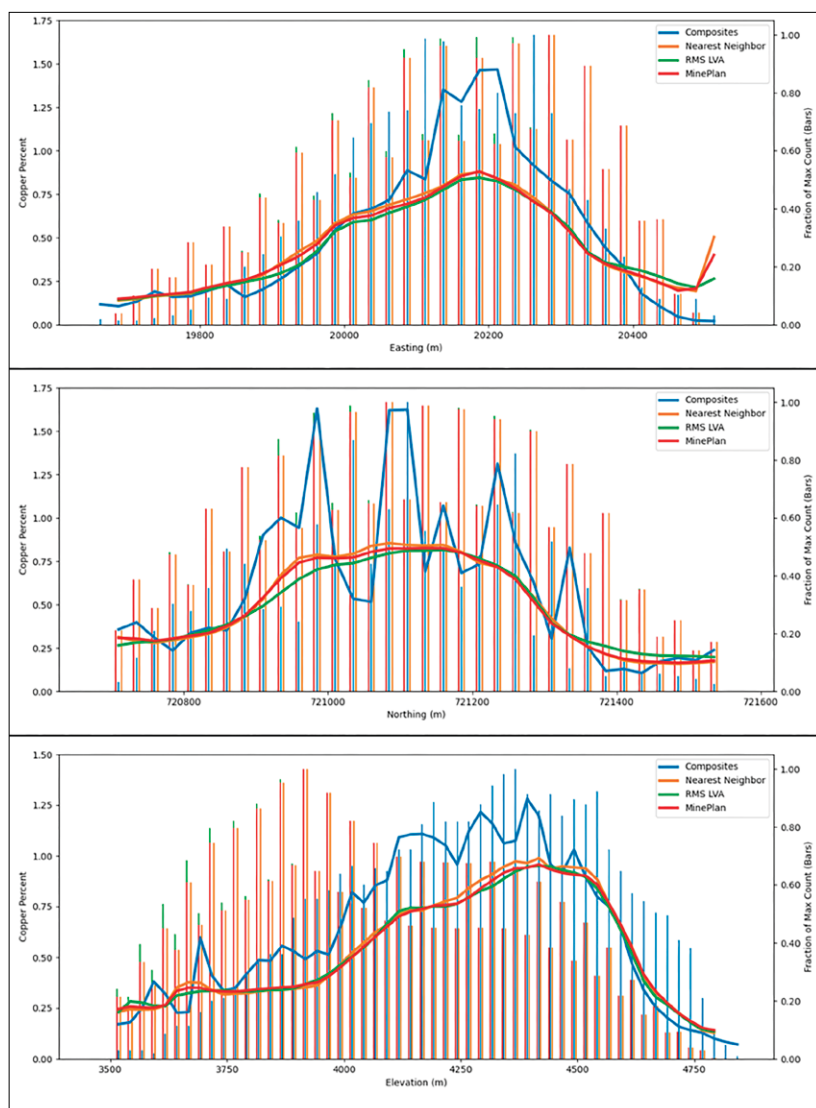 1.75
1.50
1.25
1.00
0.75
0.50
0.25
0.00
Copper Percent
19800
20000
20200
20400
Easting (m)
1.00
0.80
0.60
0.40
0.20
0.00
Fraction of Max Count (Bars)
Composites
Nearest Neighbor
RMS LVA
MinePlan
1.75
1.50
1.25
1.00
0.75
0.50
0.25
0.00
Copper Percent
720800
721000
721200
721400
721600
Northing (m)
1.00
0.80
0.60
0.40
0.20
0.00
Fraction of Max Count (Bars)
Composites
Nearest Neighbor
RMS LVA
MinePlan
1.50
1.25
1.00
0.75
0.50
0.25
0.00
Copper Percent
3500
3750
4000
4250
4500
4750
Elevation (m)
1.00
0.80
0.60
0.40
0.20
0.00
Fraction of Max Count (Bars)
Composites
Nearest Neighbor
RMS LVA
MinePlan